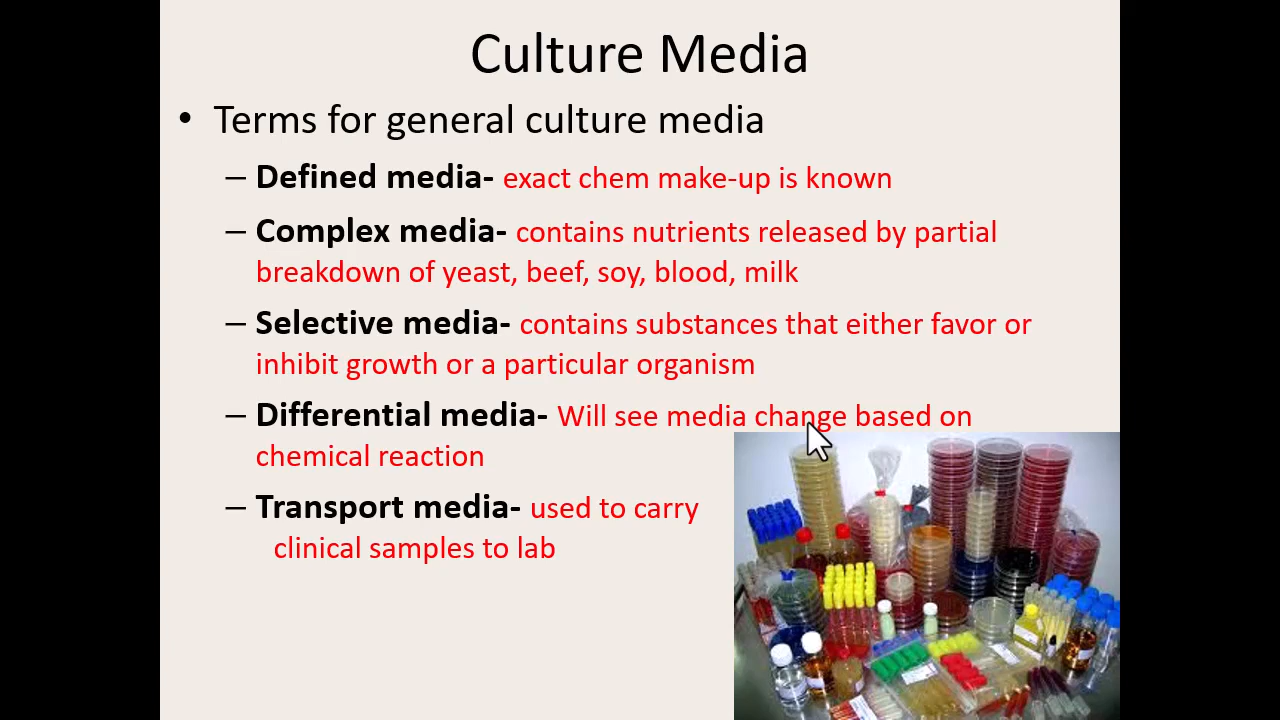 Culture Media
• Terms for general culture media
– Defined media- exact chem make-up is known
– Complex media- contains nutrients released by partial
breakdown of yeast, beef, soy, blood, milk
– Selective media- contains substances that either favor or
inhibit growth or a particular organism
– Differential media- Will see media change based on
chemical reaction
– Transport media- used to carry
clinical samples to lab